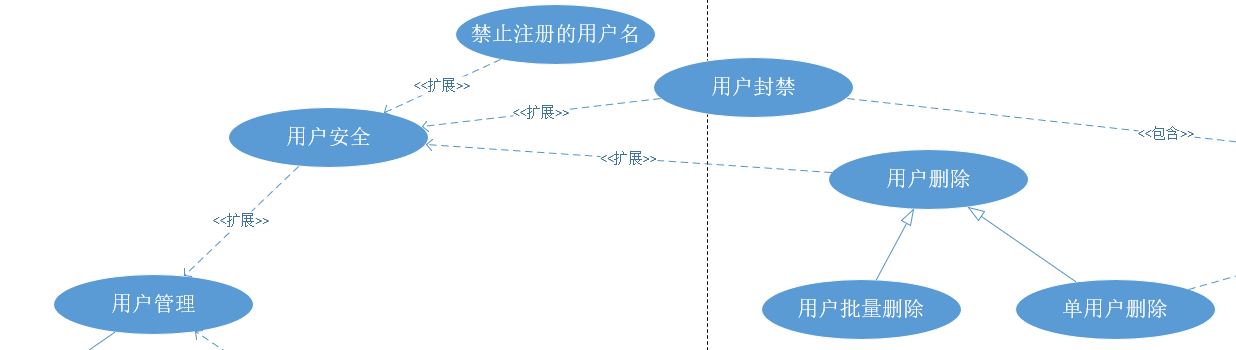 禁止注册的用户名
<<扩展>>
用户封禁
<<扩展>>
用户安全
<<包含>>
<<扩展>>
用户删除
<<扩展>>
用户管理
用户批量删除
单用户删除